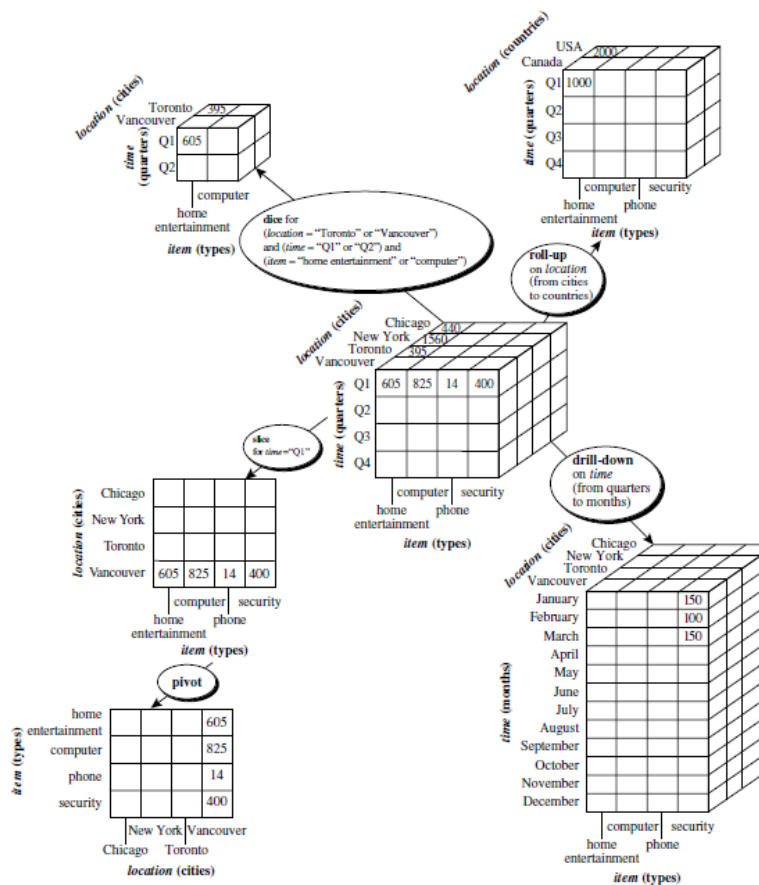 location (countries)
USA
Canada
2000
Q1 1000
Q2
Q3
Q4
time (quarters)
computer security
home entertainment
phone
item (types)
location (cities)
Toronto 395
Vancouver
Q1 605
Q2
time (quarters)
computer
home entertainment
item (types)
dice for
(location = “Toronto” or “Vancouver”)
and (time = “Q1” or “Q2”) and
(item = “home entertainment” or “computer”)
roll-up
on location
(from cities
to countries)
location (cities)
Chicago 440
New York 1560
Toronto 395
Vancouver
Q1 605 825 14 400
Q2
Q3
Q4
time (quarters)
computer security
home entertainment
phone
item (types)
slice
for time=“Q1”
drill-down
on time
(from quarters
to months)
location (cities)
Chicago
New York
Toronto
Vancouver 605 825 14 400
computer security
home entertainment
phone
item (types)
pivot
item (types)
home entertainment 605
computer 825
phone 14
security 400
New York Vancouver
Chicago Toronto
location (cities)
location (cities)
Chicago
New York
Toronto
Vancouver
January 150
February 100
March 150
April
May
June
July
August
September
October
November
December
time (months)
computer security
home entertainment
phone
item (types)